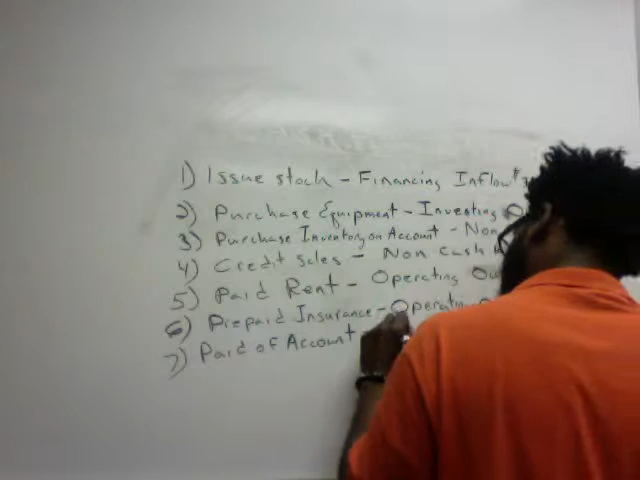 1) Issue stock - Financing Inflow $
2) Purchase Equipment - Investing
3) Purchase Inventory on Account - Non
4) Credit Sales - Non Cash
5) Paid Rent - Operating
6) Prepaid Insurance - Operating
7) Paid of Account -